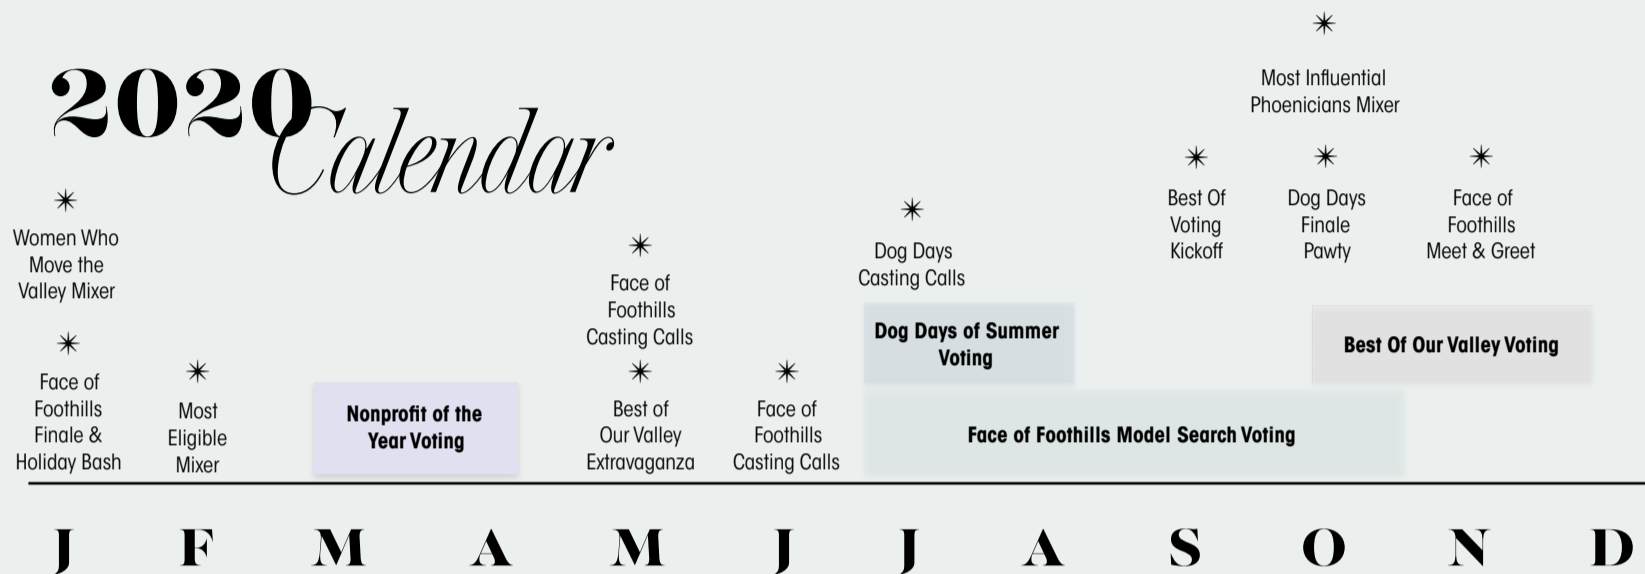 2020
Calendar
Women Who
Move the
Valley Mixer
Face of
Foothills
Finale &
Holiday Bash
Most
Eligible
Mixer
Nonprofit of the
Year Voting
Face of
Foothills
Casting Calls
Best of
Our Valley
Extravaganza
Face of
Foothills
Casting Calls
Dog Days
Casting Calls
Dog Days of Summer
Voting
Face of Foothills Model Search Voting
Best Of
Voting
Kickoff
Most Influential
Phoenicians Mixer
Dog Days
Finale
Pawty
Face of
Foothills
Meet & Greet
Best Of Our Valley Voting
J F M A M J J A S O N D